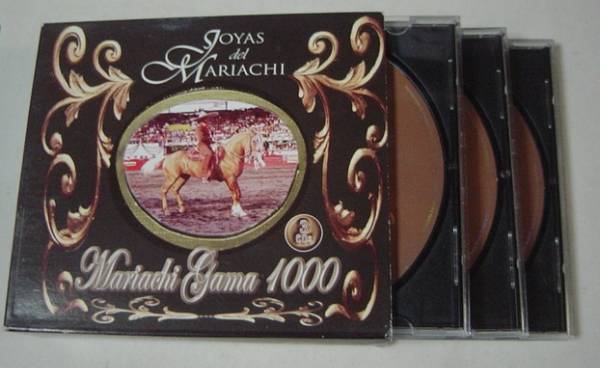 JOYAS
del
MARIACHI
3
CDS
Mariachi Gama 1000